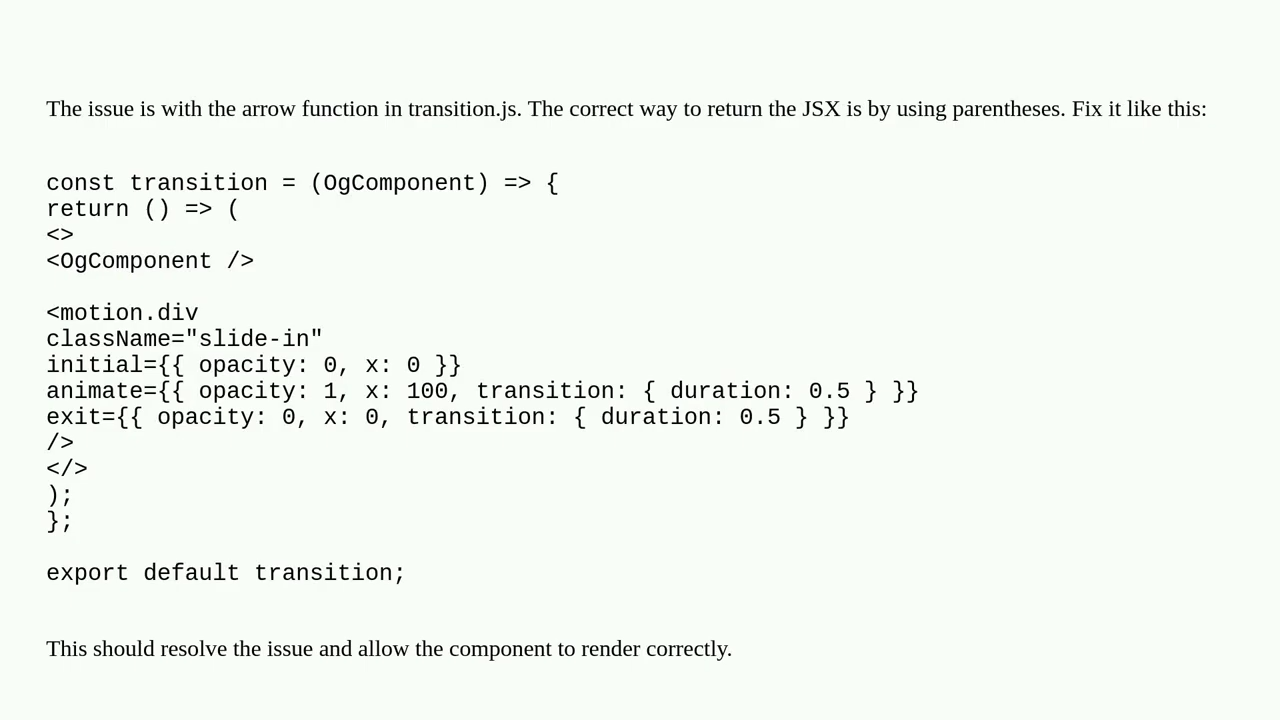 The issue is with the arrow function in transition.js. The correct way to return the JSX is by using parentheses. Fix it like this:
const transition = (OgComponent) => {
return () => (
<>
<OgComponent />
<motion.div
className="slide-in"
initial={{ opacity: 0, x: 0 }}
animate={{ opacity: 1, x: 100, transition: { duration: 0.5 } }}
exit={{ opacity: 0, x: 0, transition: { duration: 0.5 } }}
/>
</>
);
};
export default transition;
This should resolve the issue and allow the component to render correctly.